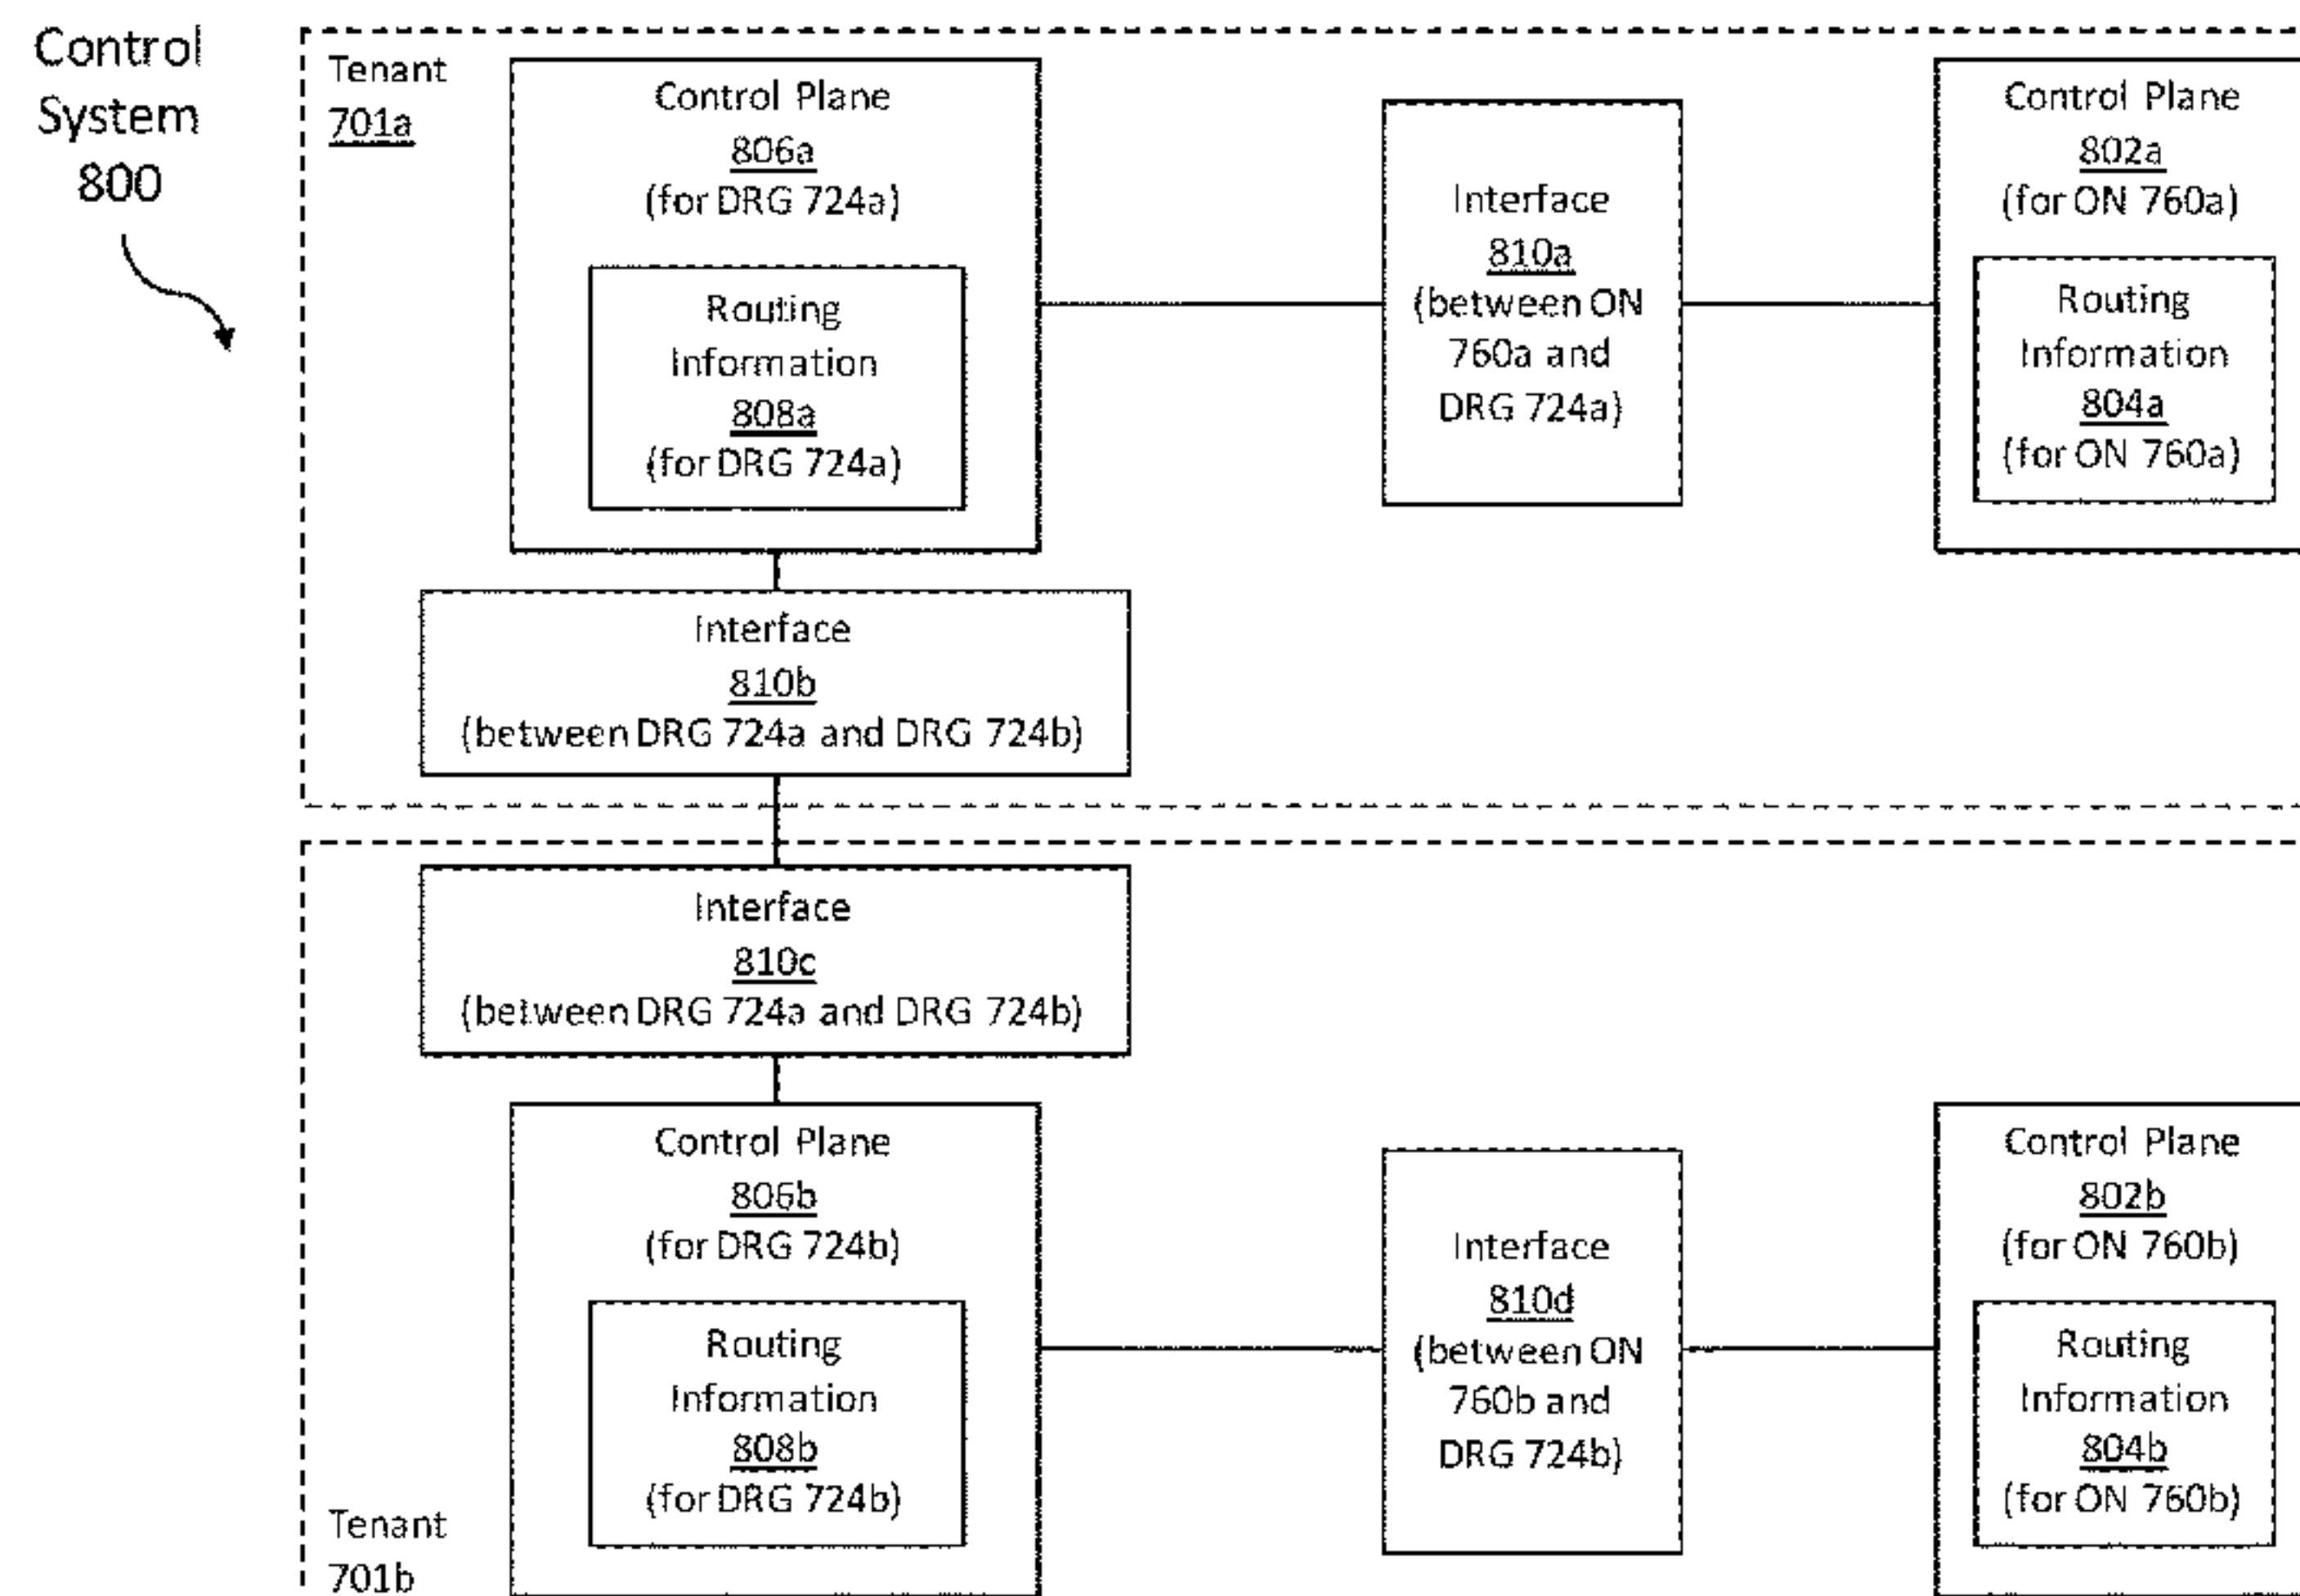 Control
System
800
Tenant
701a
Control Plane
806a
(for DRG 724a)
Routing
Information
808a
(for DRG 724a)
Interface
810a
(between ON
760a and
DRG 724a)
Control Plane
802a
(for ON 760a)
Routing
Information
804a
(for ON 760a)
Interface
810b
(between DRG 724a and DRG 724b)
Interface
810c
(between DRG 724a and DRG 724b)
Control Plane
806b
(for DRG 724b)
Routing
Information
808b
(for DRG 724b)
Interface
810d
(between ON
760b and
DRG 724b)
Control Plane
802b
(for ON 760b)
Routing
Information
804b
(for ON 760b)
Tenant
701b